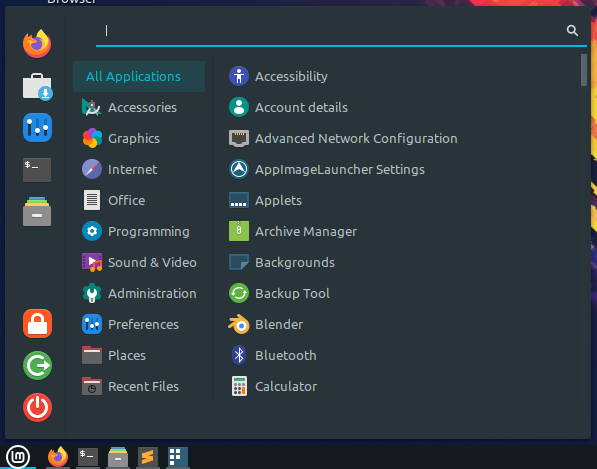 Browser
All Applications
Accessories
Graphics
Internet
Office
Programming
Sound & Video
Administration
Preferences
Places
Recent Files
Accessibility
Account details
Advanced Network Configuration
AppImageLauncher Settings
Applets
Archive Manager
Backgrounds
Backup Tool
Blender
Bluetooth
Calculator